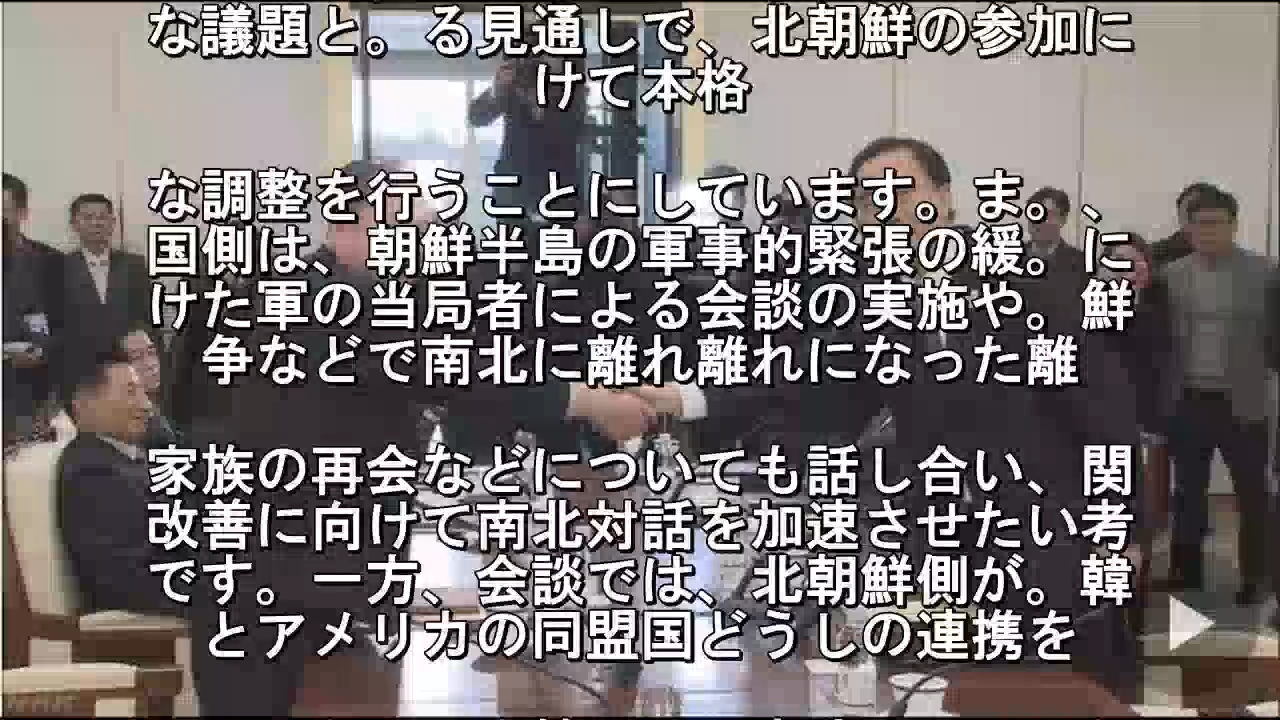 な議題と。る見通しで、北朝鮮の参加に
けて本格
な調整を行うことにしています。ま。、
国側は、朝鮮半島の軍事的緊張の緩。に
けた軍の当局者による会談の実施や。鮮
争などで南北に離れ離れになった離
家族の再会などについても話し合い、関
改善に向けて南北対話を加速させたい考
です。一方、会談では、北朝鮮側が。韓
とアメリカの同盟国どうしの連携を